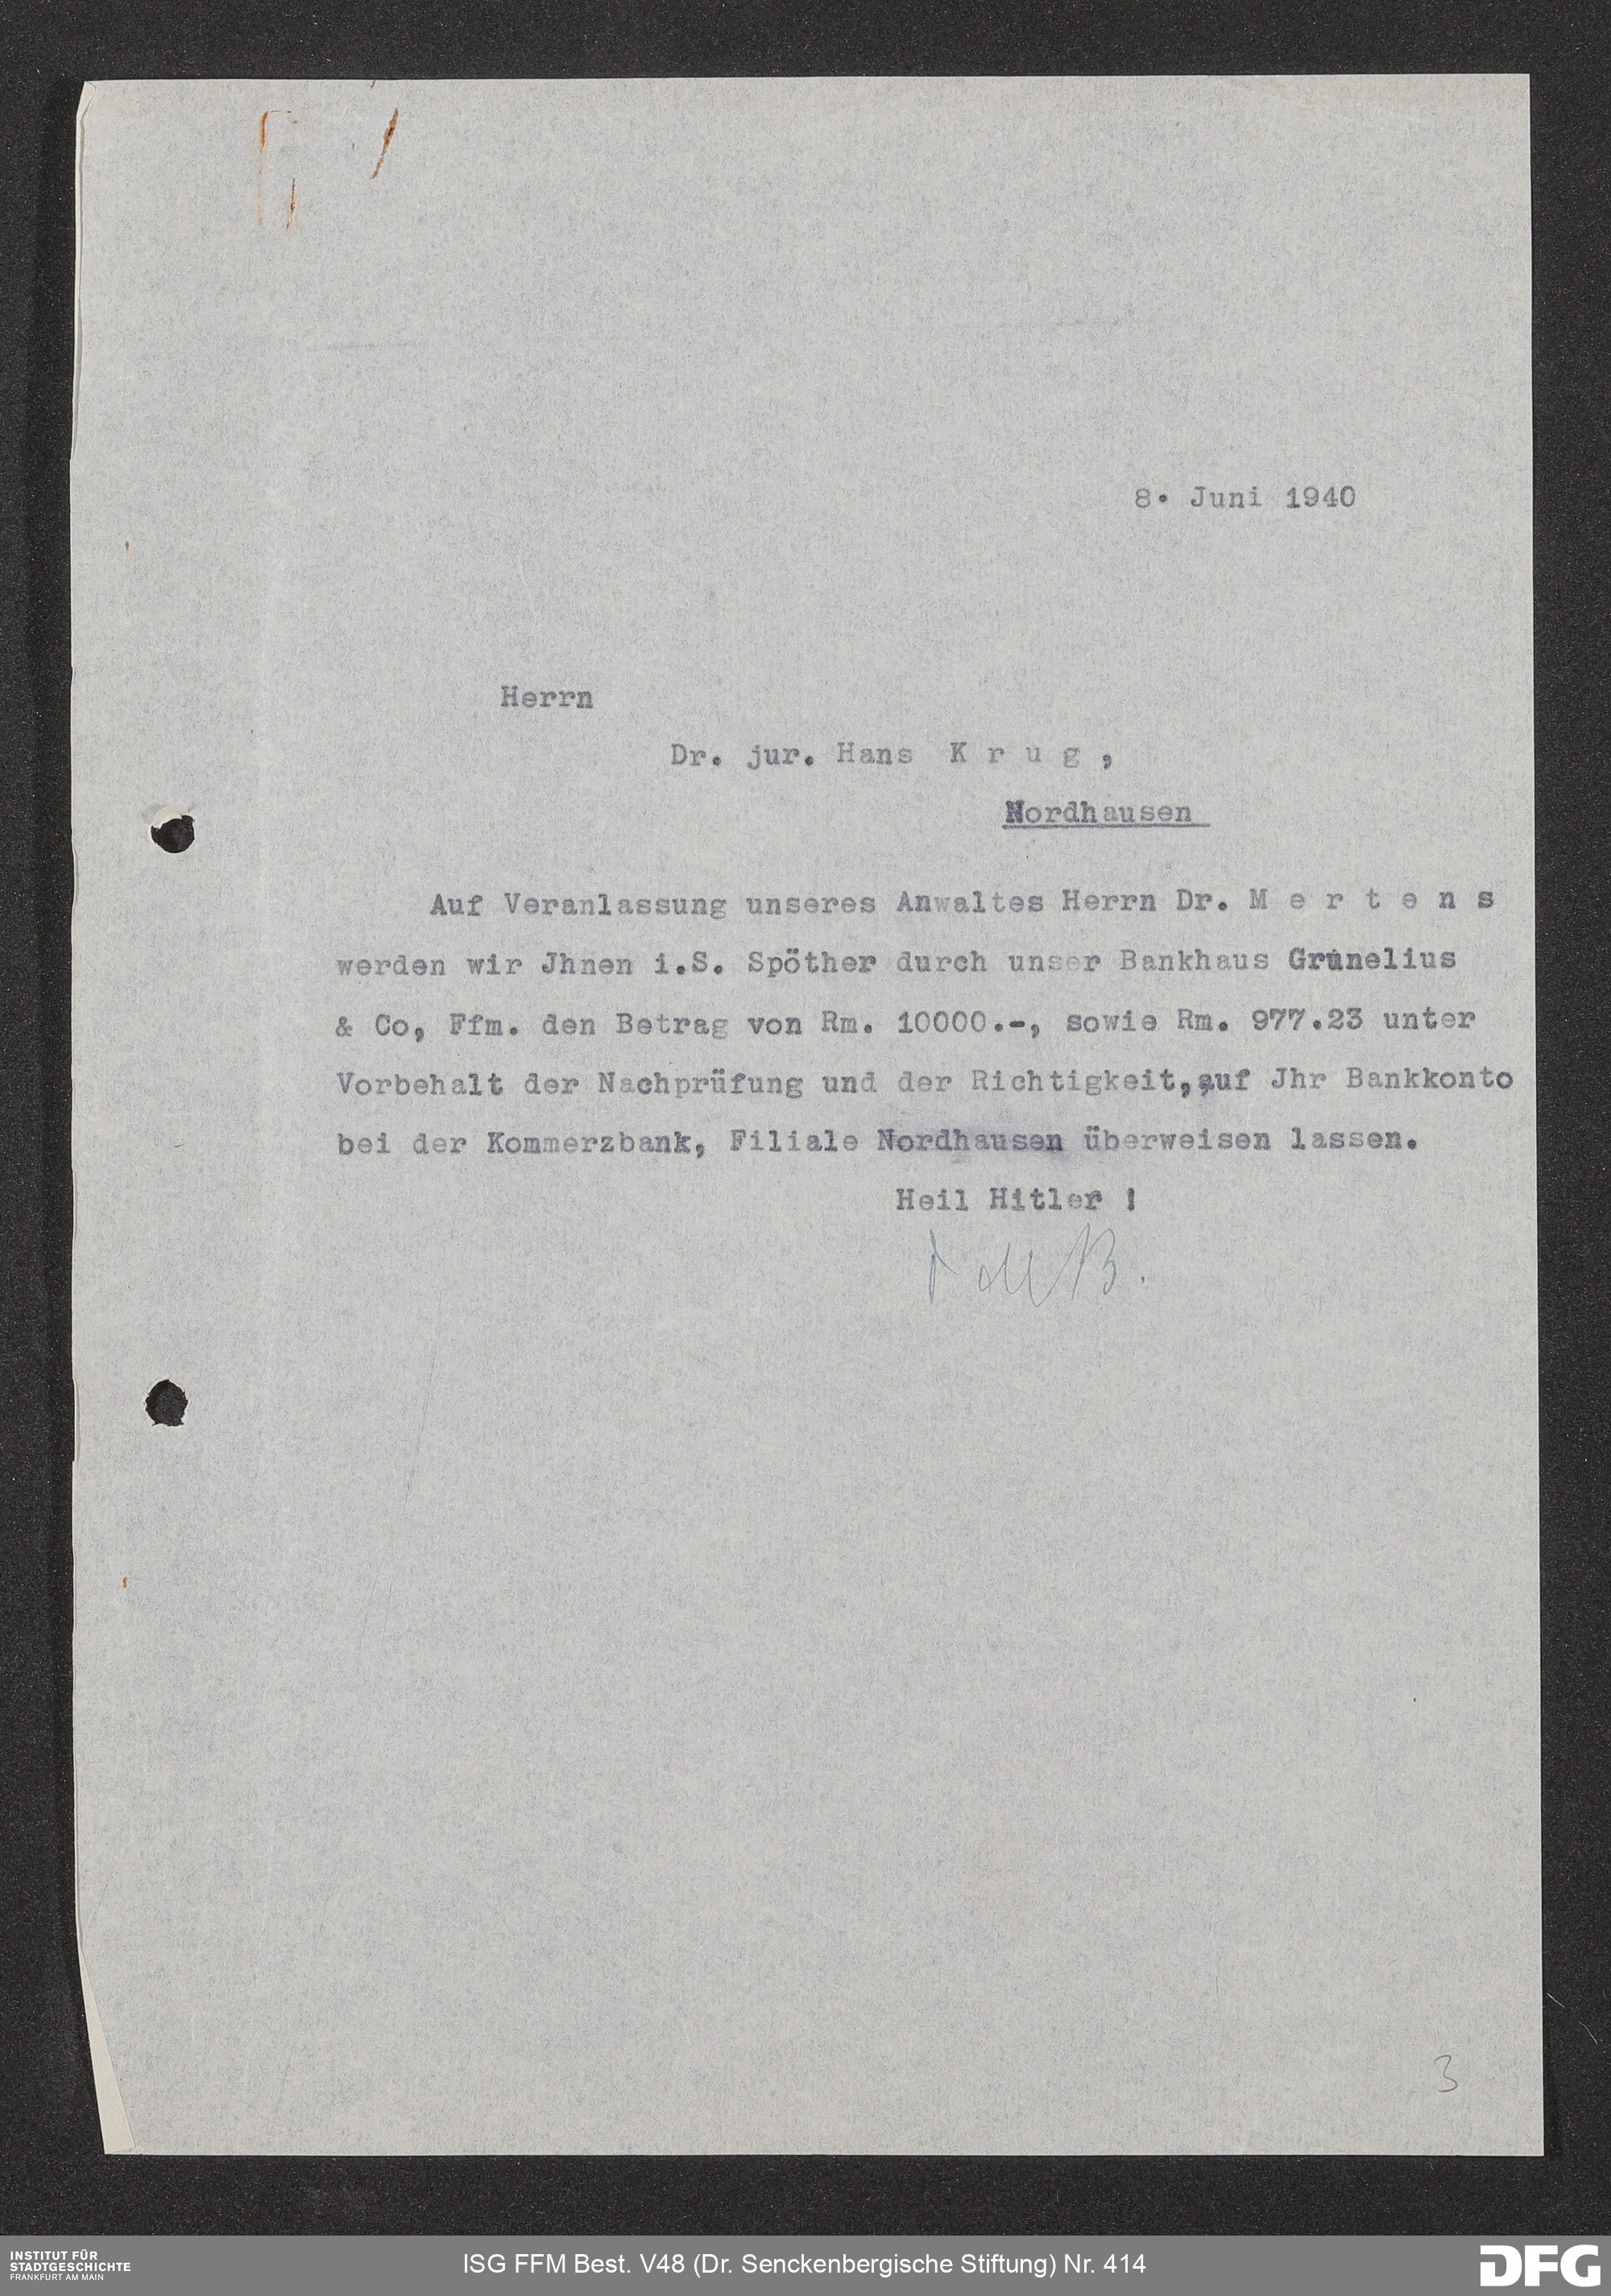 8. Juni 1940
Herrn
Dr. jur. Hans K r u g ,
Nordhausen
Auf Veranlassung unseres Anwaltes Herrn Dr. M e r t e n s
werden wir Jhnen i.S. Spöther durch unser Bankhaus Grunelius
& Co, Ffm. den Betrag von Rm. 10000.-, sowie Rm. 977.23 unter
Vorbehalt der Nachprüfung und der Richtigkeit, auf Jhr Bankkonto
bei der Kommerzbank, Filiale Nordhausen überweisen lassen.
Heil Hitler !
3
INSTITUT FÜR
STADTGESCHICHTE
FRANKFURT AM MAIN
ISG FFM Best. V48 (Dr. Senckenbergische Stiftung) Nr. 414
DFG